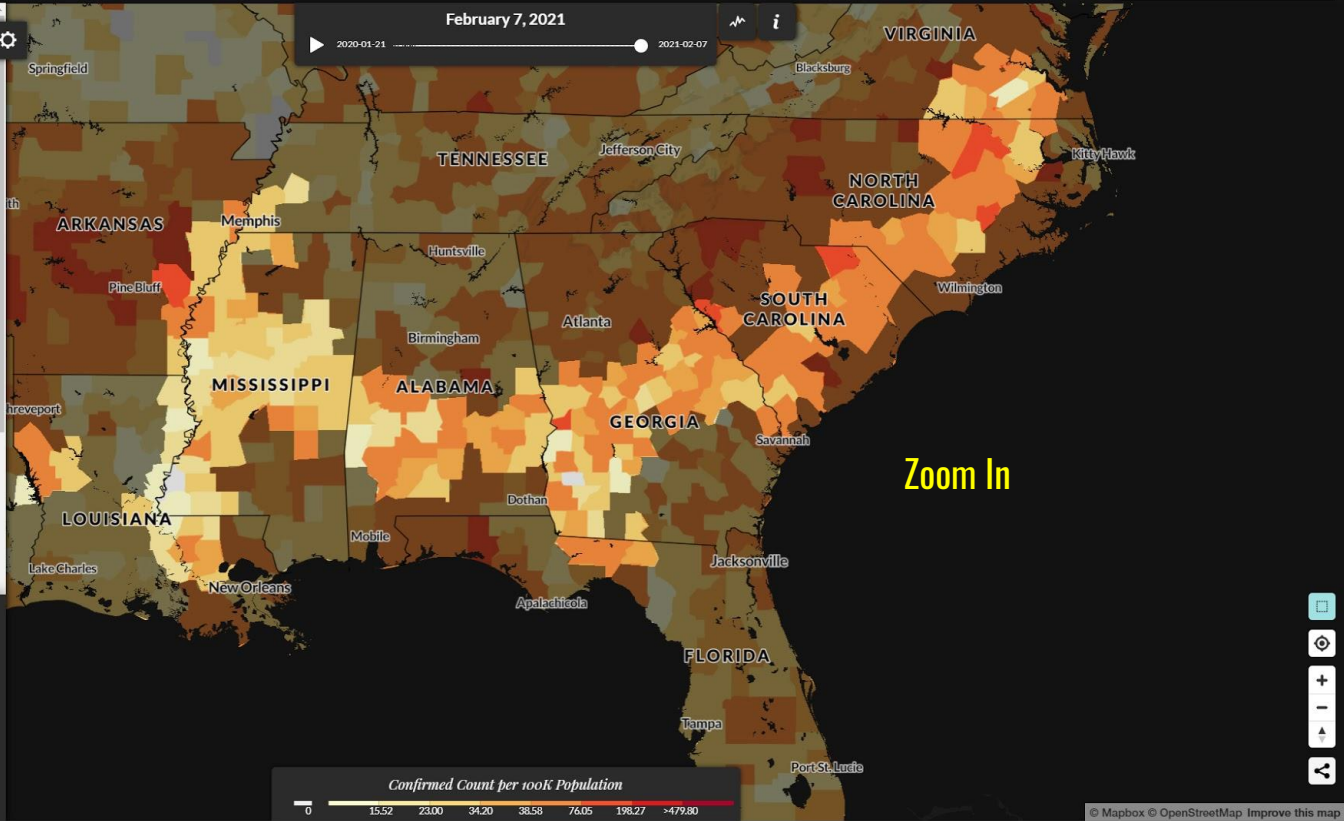 February 7, 2021
2020-01-21
2021-02-07
i
VIRGINIA
Springfield
Blacksburg
TENNESSEE
Jefferson City
Kitty Hawk
th
NORTH
CAROLINA
ARKANSAS
Memphis
Huntsville
Pine Bluff
Wilmington
SOUTH
CAROLINA
Atlanta
Birmingham
MISSISSIPPI
ALABAMA
hreveport
GEORGIA
Savannah
Zoom In
Dothan
LOUISIANA
Mobile
Jacksonville
Lake Charles
New Orleans
Apalachicola
FLORIDA
Tampa
Port St. Lucie
Confirmed Count per 100K Population
0 15.52 23.00 34.20 38.58 76.05 198.27 >479.80
© Mapbox © OpenStreetMap Improve this map